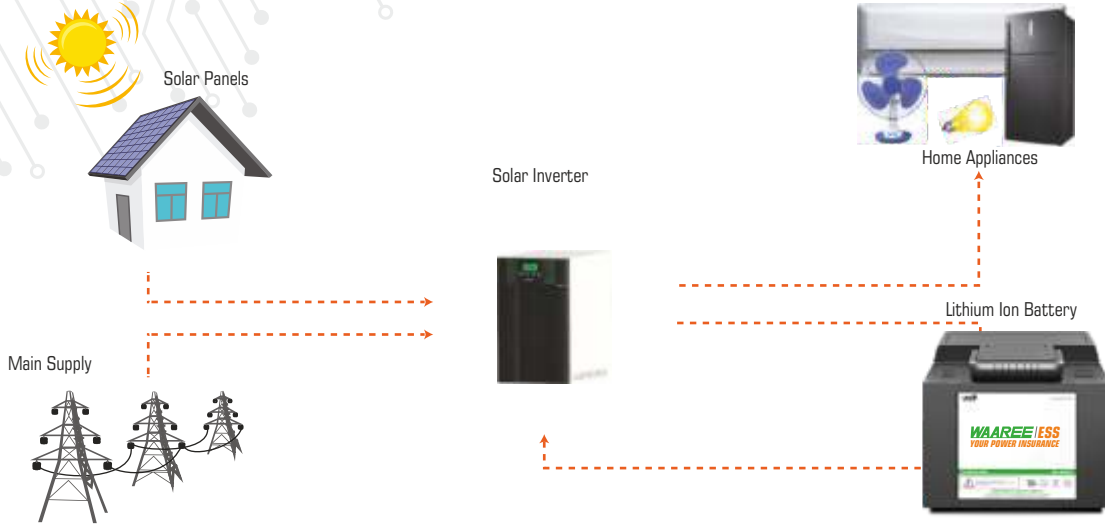 Solar Panels
Home Appliances
Solar Inverter
Lithium Ion Battery
Main Supply
WAAREE|ESS
YOUR POWER INSURANCE